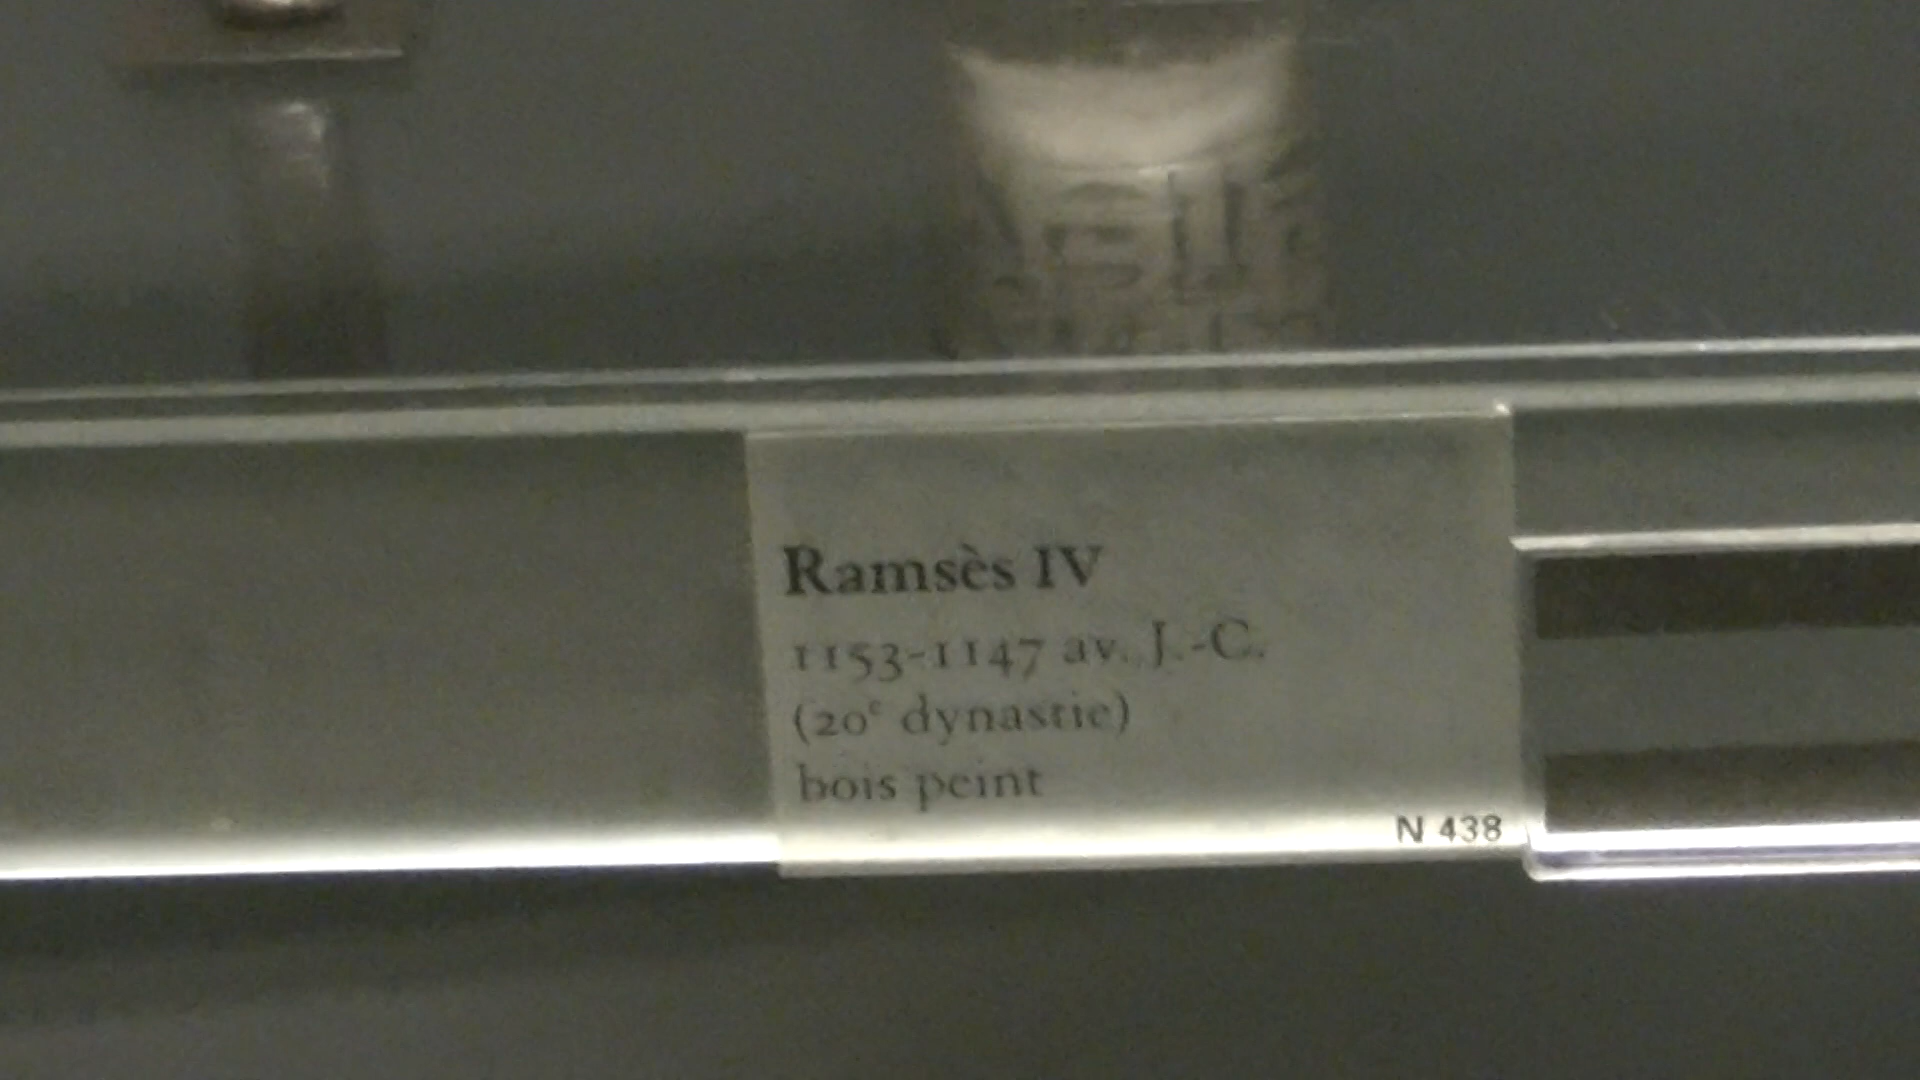 Ramsès IV
1153-1147 av. J.-C.
(20e dynastie)
bois peint
N 438